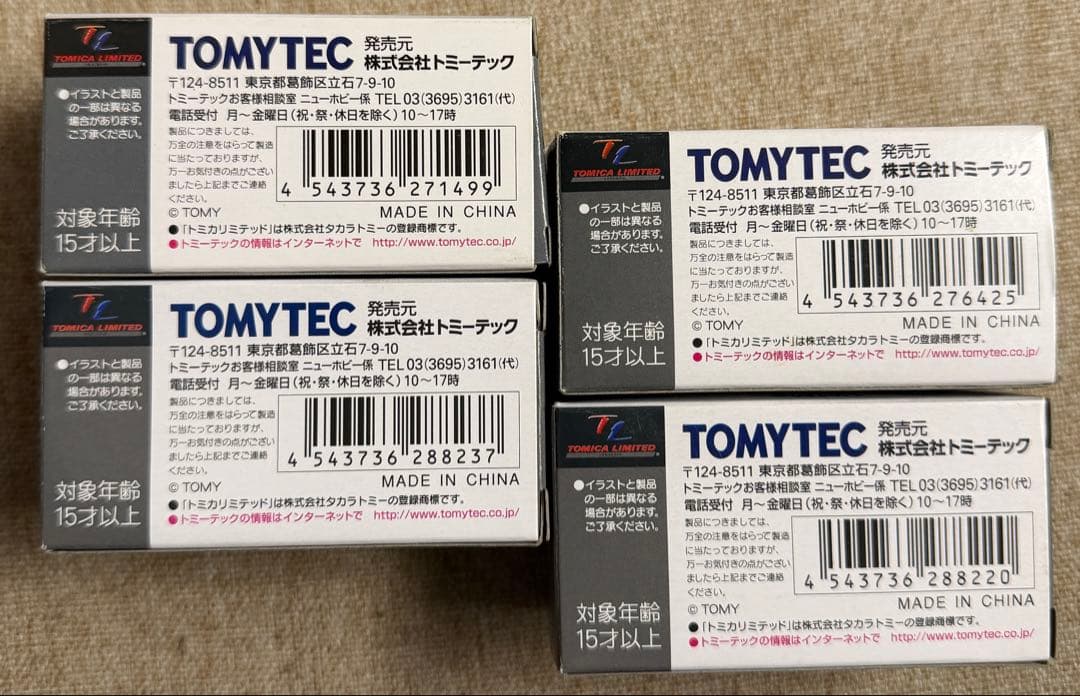 TL
TOMICA LIMITED
●イラストと製品
の一部は異なる
場合があります。
ご了承ください。
対象年齢
15才以上
TOMYTEC 発売元
株式会社トミーテック
〒124-8511 東京都葛飾区立石7-9-10
トミーテックお客様相談室 ニューホビー係 TEL 03(3695)3161(代)
電話受付 月～金曜日(祝・祭・休日を除く)10～17時
製品につきましては、
万全の注意をはらって製造
に当たっておりますが、
万一お気付きの点がござい
ましたら上記までご連絡
ください。
4 543736 271499
© TOMY
MADE IN CHINA
●「トミカリミテッド」は株式会社タカラトミーの登録商標です。
●トミーテックの情報はインターネットで http://www.tomytec.co.jp/
TL
TOMICA LIMITED
●イラストと製品
の一部は異なる
場合があります。
ご了承ください。
対象年齢
15才以上
TOMYTEC 発売元
株式会社トミーテック
〒124-8511 東京都葛飾区立石7-9-10
トミーテックお客様相談室 ニューホビー係 TEL 03(3695)3161(代)
電話受付 月～金曜日(祝・祭・休日を除く)10～17時
製品につきましては、
万全の注意をはらって製造
に当たっておりますが、
万一お気付きの点がござい
ましたら上記までご連絡
ください。
4 543736 276425
© TOMY
MADE IN CHINA
●「トミカリミテッド」は株式会社タカラトミーの登録商標です。
●トミーテックの情報はインターネットで http://www.tomytec.co.jp/
TL
TOMICA LIMITED
●イラストと製品
の一部は異なる
場合があります。
ご了承ください。
対象年齢
15才以上
TOMYTEC 発売元
株式会社トミーテック
〒124-8511 東京都葛飾区立石7-9-10
トミーテックお客様相談室 ニューホビー係 TEL 03(3695)3161(代)
電話受付 月～金曜日(祝・祭・休日を除く)10～17時
製品につきましては、
万全の注意をはらって製造
に当たっておりますが、
万一お気付きの点がござい
ましたら上記までご連絡
ください。
4 543736 288237
© TOMY
MADE IN CHINA
●「トミカリミテッド」は株式会社タカラトミーの登録商標です。
●トミーテックの情報はインターネットで http://www.tomytec.co.jp/
TL
TOMICA LIMITED
●イラストと製品
の一部は異なる
場合があります。
ご了承ください。
対象年齢
15才以上
TOMYTEC 発売元
株式会社トミーテック
〒124-8511 東京都葛飾区立石7-9-10
トミーテックお客様相談室 ニューホビー係 TEL 03(3695)3161(代)
電話受付 月～金曜日(祝・祭・休日を除く)10～17時
製品につきましては、
万全の注意をはらって製造
に当たっておりますが、
万一お気付きの点がござい
ましたら上記までご連絡
ください。
4 543736 288220
© TOMY
MADE IN CHINA
●「トミカリミテッド」は株式会社タカラトミーの登録商標です。
●トミーテックの情報はインターネットで http://www.tomytec.co.jp/